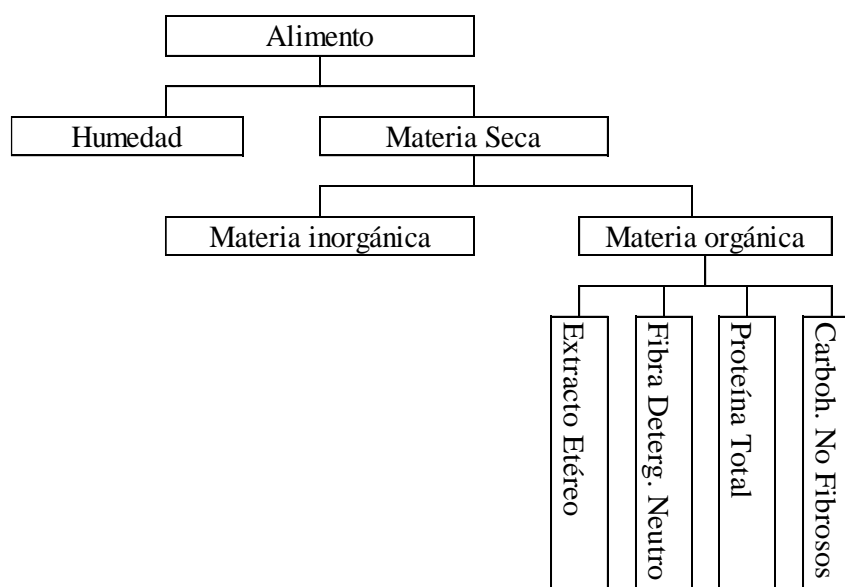 Alimento
Humedad
Materia Seca
Materia inorgánica
Materia orgánica
Extracto Etéreo
Fibra Deterg. Neutro
Proteína Total
Carboh. No Fibrosos